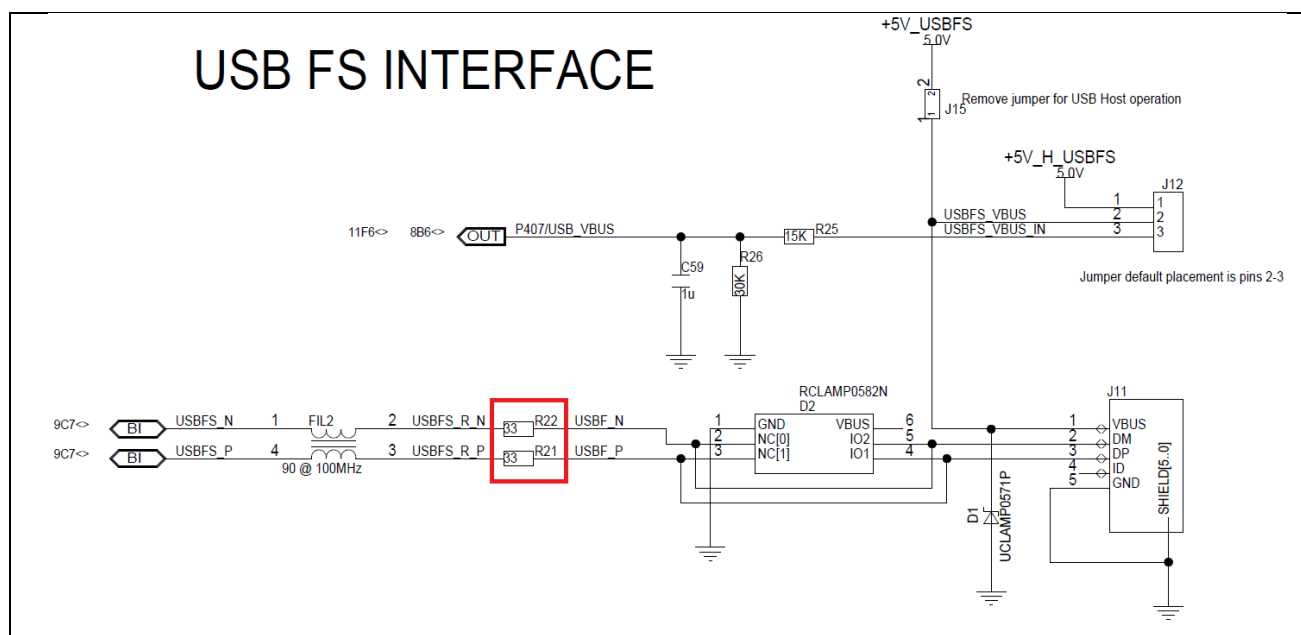 USB FS INTERFACE
+5V_USBFS
5.0V
2
2
1
1
J15
Remove jumper for USB Host operation
+5V_H_USBFS
5.0V
J12
1
1
USBFS_VBUS
2
2
USBFS_VBUS_IN
3
3
Jumper default placement is pins 2-3
11F6<>
8B6<>
OUT
P407/USB_VBUS
15K
R25
C59
1u
R26
30K
RCLAMP0582N
D2
1
GND
VBUS
6
2
NC[0]
IO2
5
3
NC[1]
IO1
4
9C7<>
BI
USBFS_N
1
FIL2
2
USBFS_R_N
33
R22
USBF_N
9C7<>
BI
USBFS_P
4
3
USBFS_R_P
33
R21
USBF_P
90 @ 100MHz
D1
UCLAMP0571P
J11
1
VBUS
2
DM
3
DP
4
ID
5
GND
SHIELD[5..0]